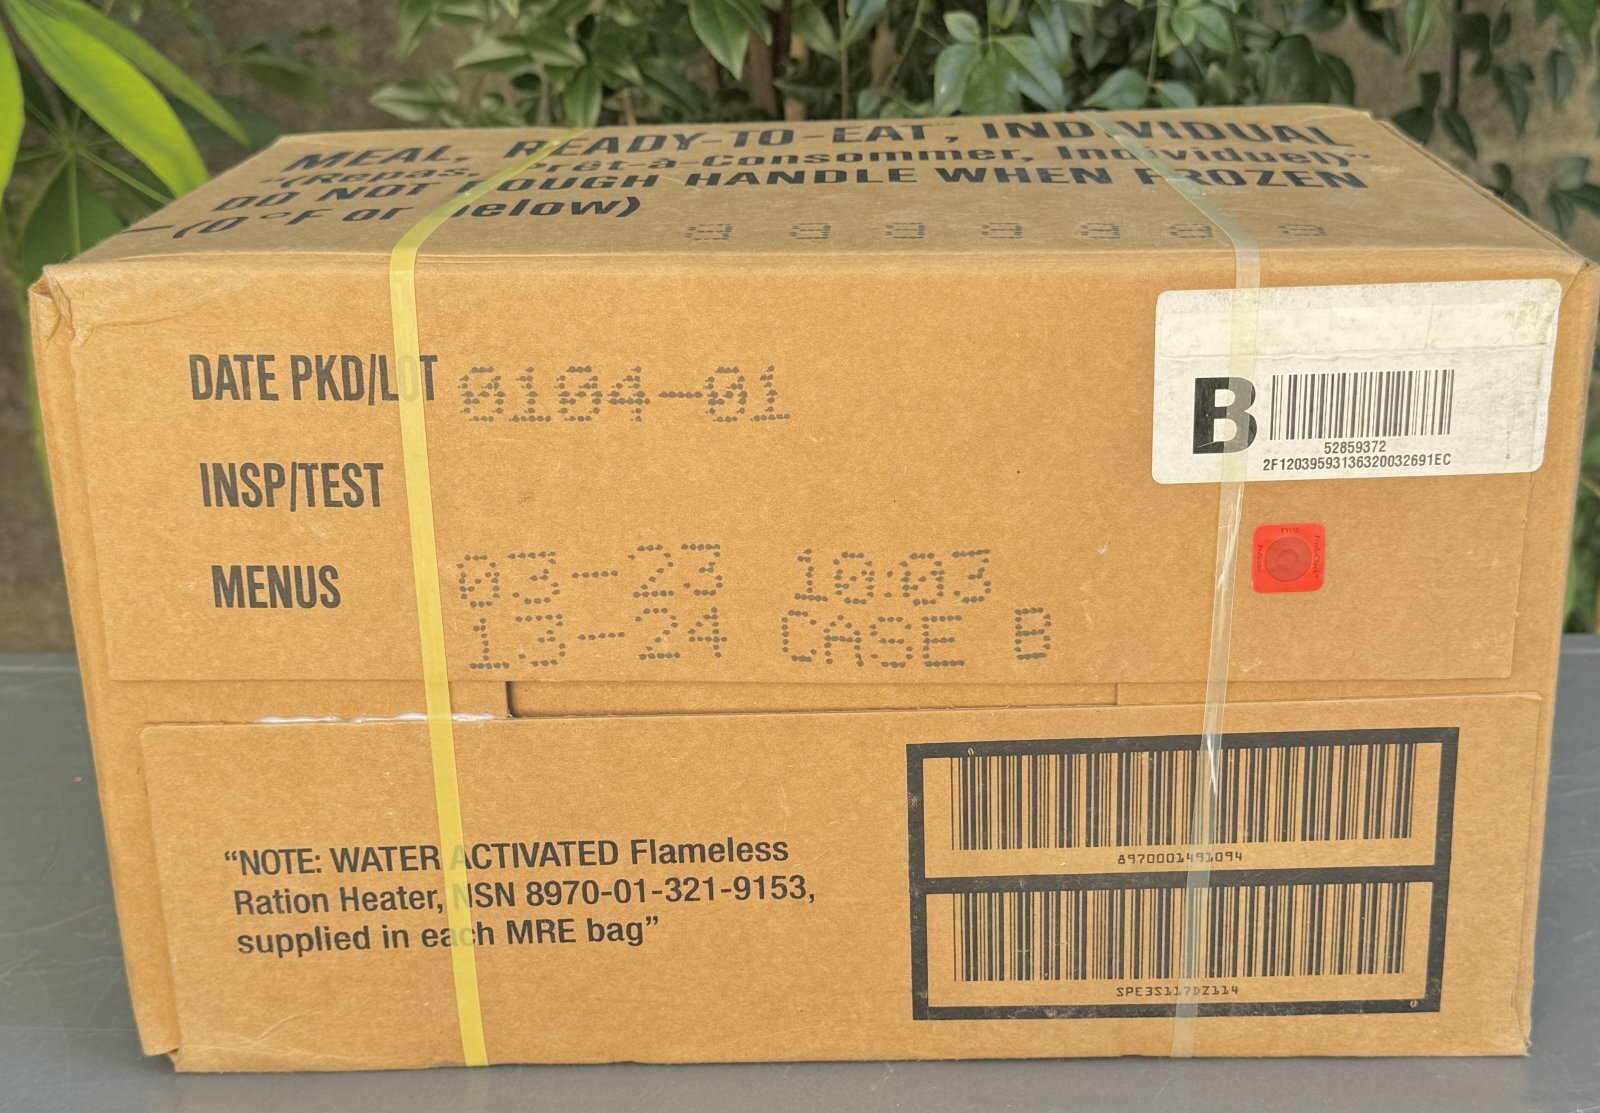 MEAL, READY-TO-EAT, INDIVIDUAL
"(Repas, Prêt-à-Consommer, Individuel)"
DO NOT ROUGH HANDLE WHEN FROZEN
(0°F or below)
DATE PKD/LOT 0104-01
INSP/TEST
MENUS 03-23 10:03
13-24 CASE B
B
52859372
2F12039593136320032691EC
"NOTE: WATER ACTIVATED Flameless
Ration Heater, NSN 8970-01-321-9153,
supplied in each MRE bag"
8970001491094
SPE3S117DZ114